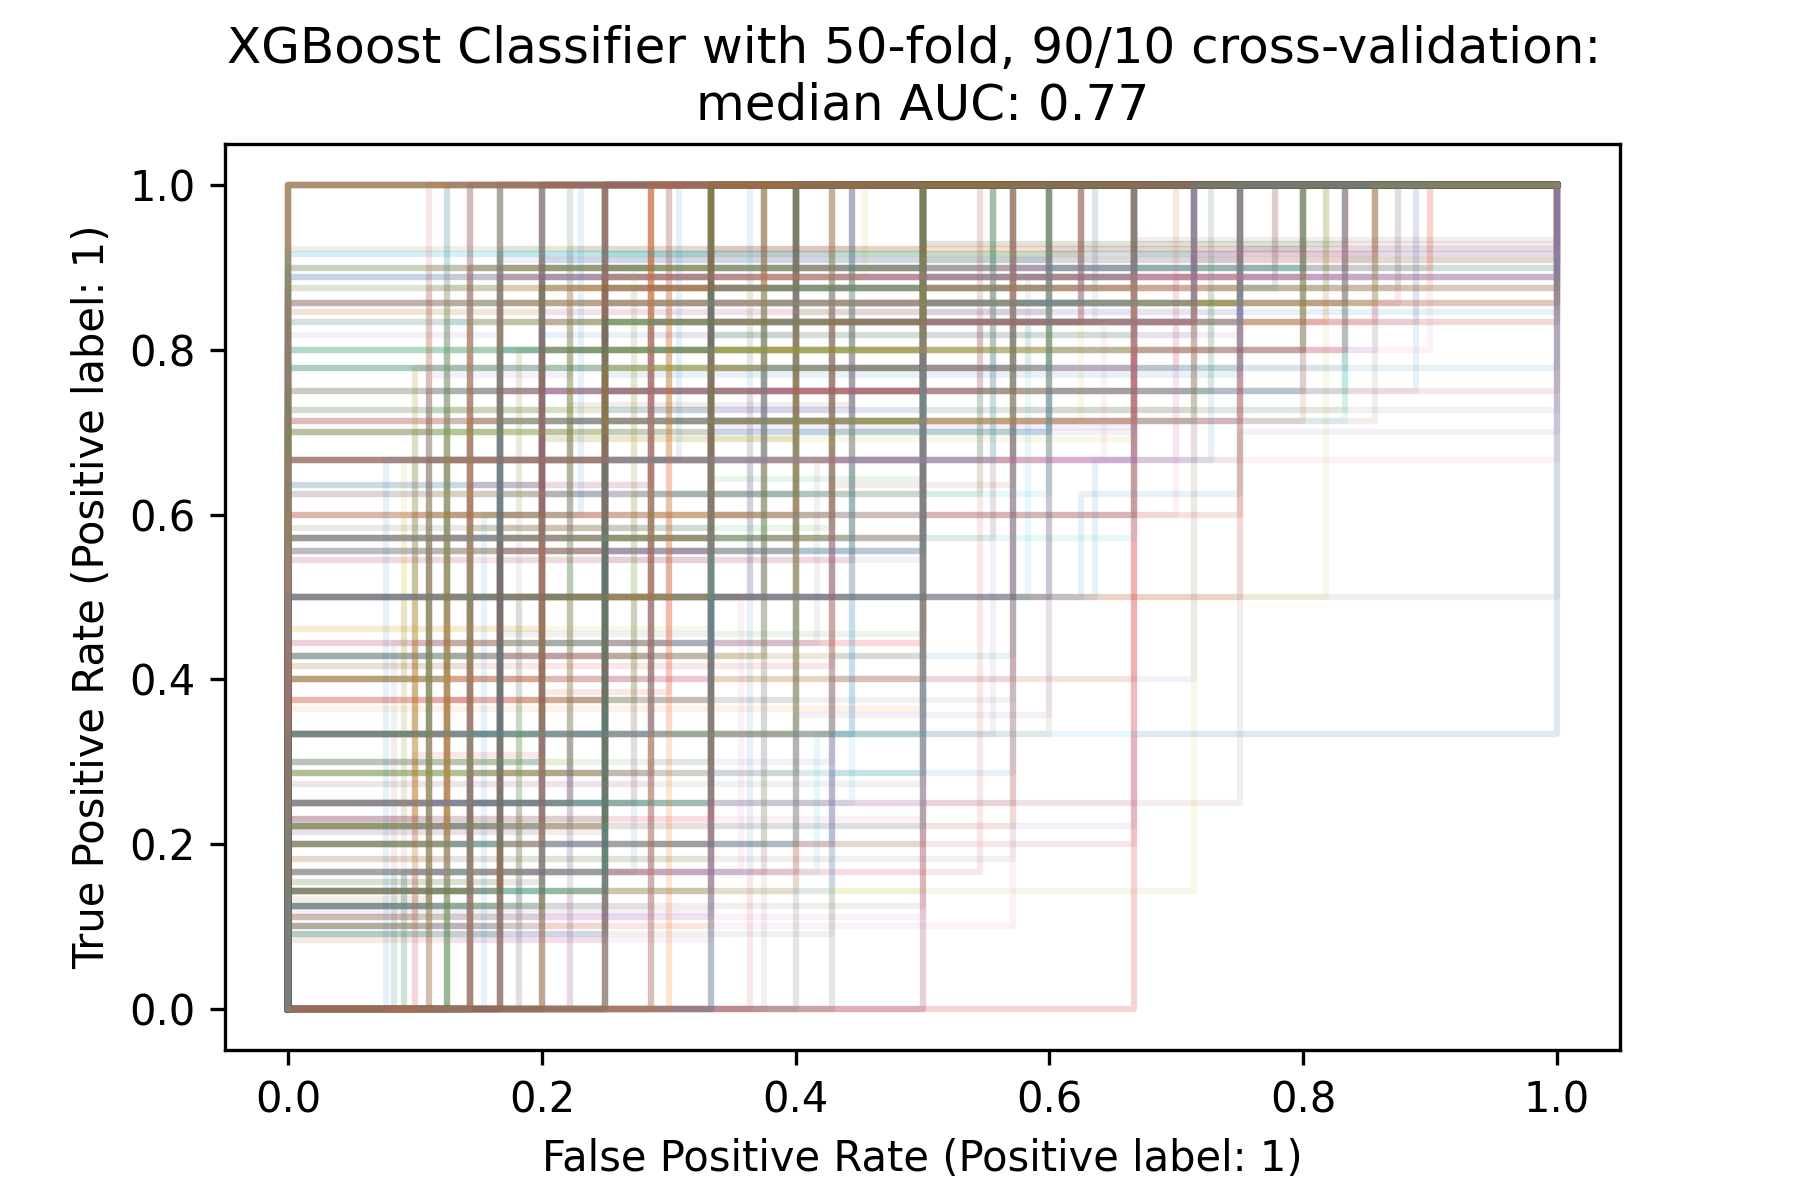 XGBoost Classifier with 50-fold, 90/10 cross-validation:
median AUC: 0.77
True Positive Rate (Positive label: 1)
1.0
0.8
0.6
0.4
0.2
0.0
0.0 0.2 0.4 0.6 0.8 1.0
False Positive Rate (Positive label: 1)